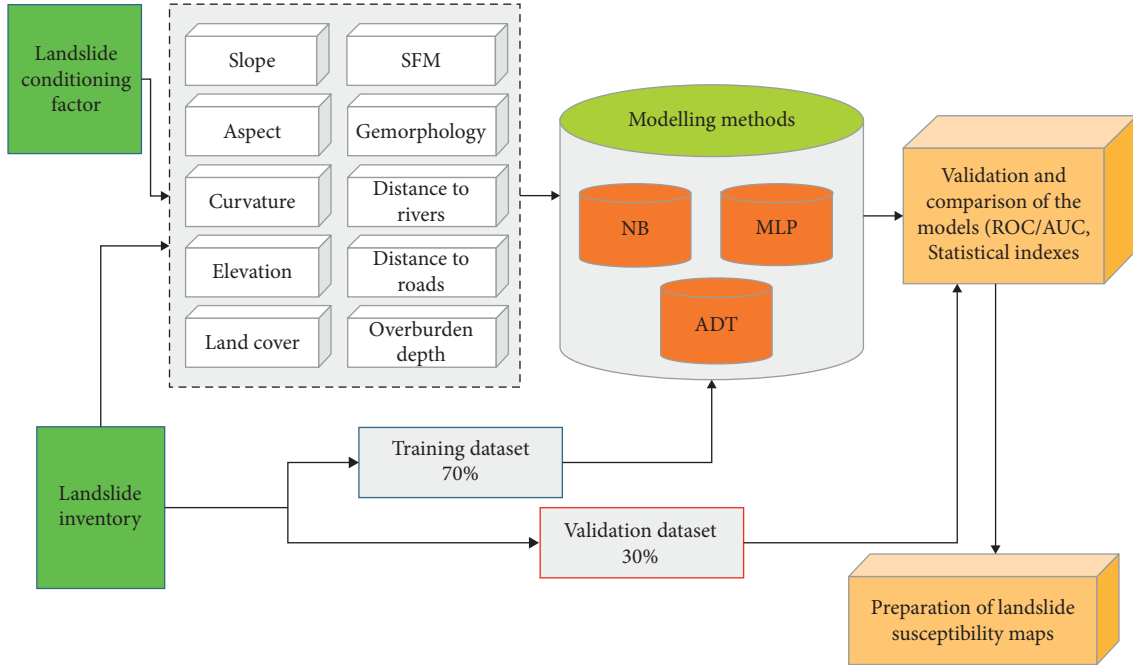 Landslide
conditioning
factor
Slope
SFM
Aspect
Gemorphology
Curvature
Distance to
rivers
Elevation
Distance to
roads
Land cover
Overburden
depth
Modelling methods
NB
MLP
ADT
Validation and
comparison of the
models (ROC/AUC,
Statistical indexes
Landslide
inventory
Training dataset
70%
Validation dataset
30%
Preparation of landslide
susceptibility maps